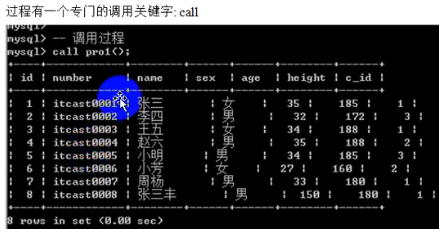 过程有一个专门的调用关键字: call
mysql>
mysql> -- 调用过程
mysql> call pro1();
| id | number | name | sex | age | height | c_id |
| 1 | itcast0001 | 张三 | 女 | 35 | 185 | 1 |
| 2 | itcast0002 | 李四 | 男 | 32 | 172 | 3 |
| 3 | itcast0003 | 王五 | 女 | 34 | 188 | 1 |
| 4 | itcast0004 | 赵六 | 男 | 35 | 188 | 2 |
| 5 | itcast0005 | 小明 | 男 | 34 | 185 | 3 |
| 6 | itcast0006 | 小芳 | 女 | 27 | 160 | 2 |
| 7 | itcast0007 | 周杨 | 男 | 33 | 180 | 1 |
| 8 | itcast0008 | 张三丰 | 男 | 150 | 180 | 1 |
8 rows in set (0.00 sec)